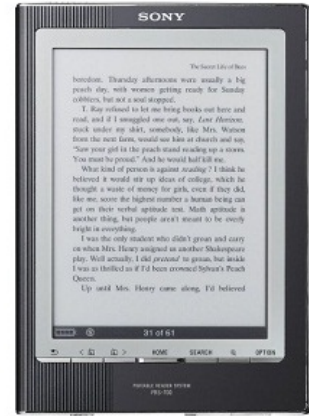 SONY
The Secret Life of Bees
boredom. Thursday afternoons were usually a big
peach day, with women getting ready for Sunday
cobblers, but not a soul stopped.
T. Ray refused to let me bring books out here and
read, and if I smuggled one out, say, Lost Horizon,
stuck under my shirt, somebody, like Mrs. Watson
from the next farm, would see him at church and say,
"Saw your girl in the peach stand reading up a storm.
You must be proud." And he would half kill me.
What kind of person is against reading? I think he
believed it would stir up ideas of college, which he
thought a waste of money for girls, even if they did,
like me, score the highest number a human being can
get on their verbal aptitude test. Math aptitude is
another thing, but people aren't meant to be overly
bright in everything.
I was the only student who didn't groan and carry
on when Mrs. Henry assigned us another Shakespeare
play. Well actually, I did pretend to groan, but inside
I was as thrilled as if I'd been crowned Sylvan's Peach
Queen.
Up until Mrs. Henry came along, I'd believed
31 of 61
HOME SEARCH OPTION
PORTABLE READER SYSTEM
PRS-700